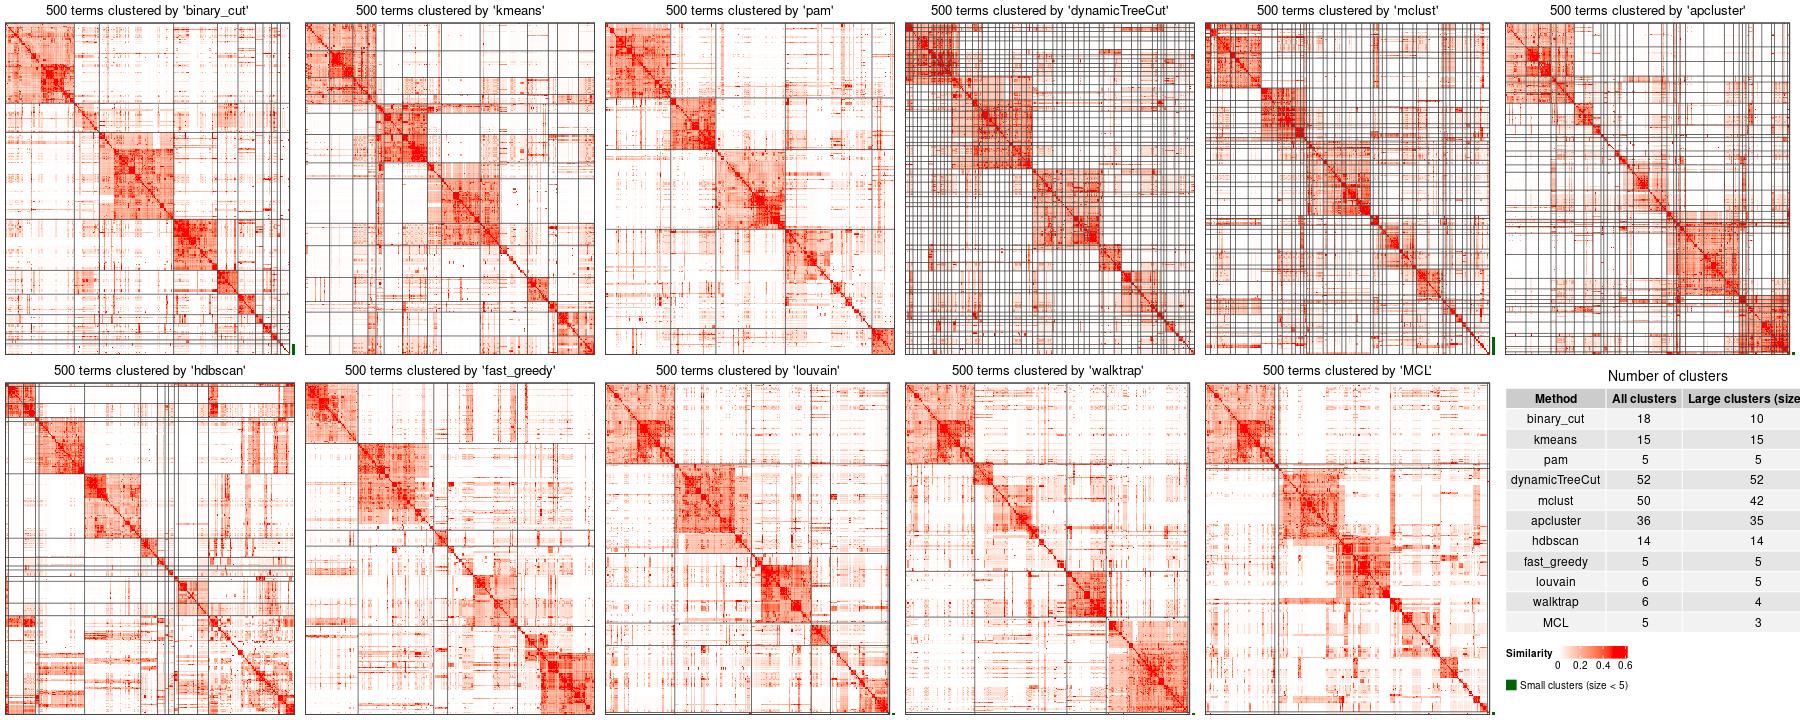 500 terms clustered by 'binary_cut'
500 terms clustered by 'kmeans'
500 terms clustered by 'pam'
500 terms clustered by 'dynamicTreeCut'
500 terms clustered by 'mclust'
500 terms clustered by 'apcluster'
500 terms clustered by 'hdbscan'
500 terms clustered by 'fast_greedy'
500 terms clustered by 'louvain'
500 terms clustered by 'walktrap'
500 terms clustered by 'MCL'
Number of clusters
Method All clusters Large clusters (size
binary_cut 18 10
kmeans 15 15
pam 5 5
dynamicTreeCut 52 52
mclust 50 42
apcluster 36 35
hdbscan 14 14
fast_greedy 5 5
louvain 6 5
walktrap 6 4
MCL 5 3
Similarity
0 0.2 0.4 0.6
Small clusters (size < 5)